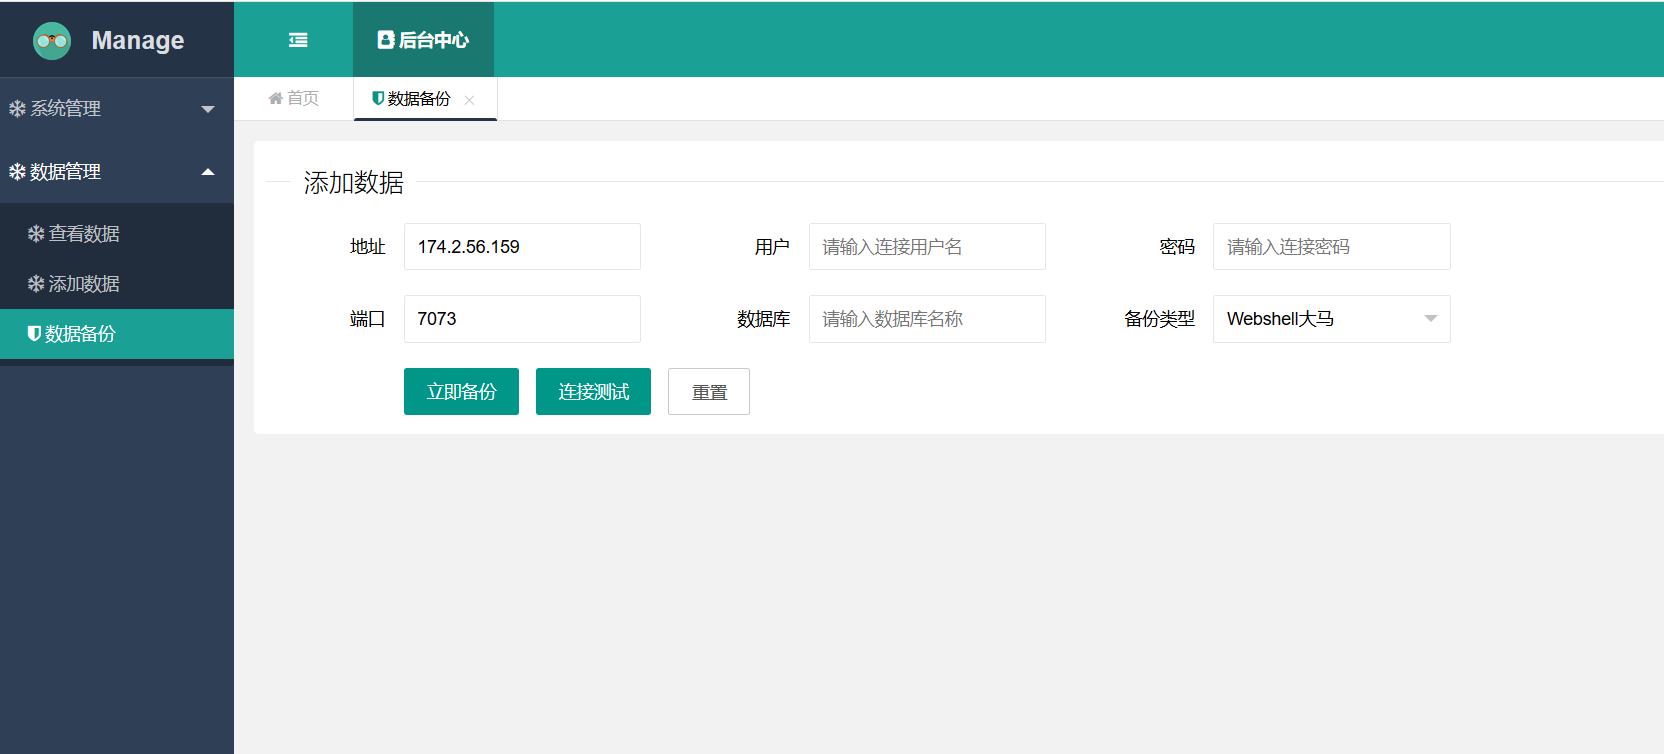 Manage
后台中心
系统管理
首页
数据备份
数据管理
添加数据
查看数据
地址
174.2.56.159
用户
请输入连接用户名
密码
请输入连接密码
添加数据
端口
7073
数据库
请输入数据库名称
备份类型
Webshell大马
数据备份
立即备份
连接测试
重置